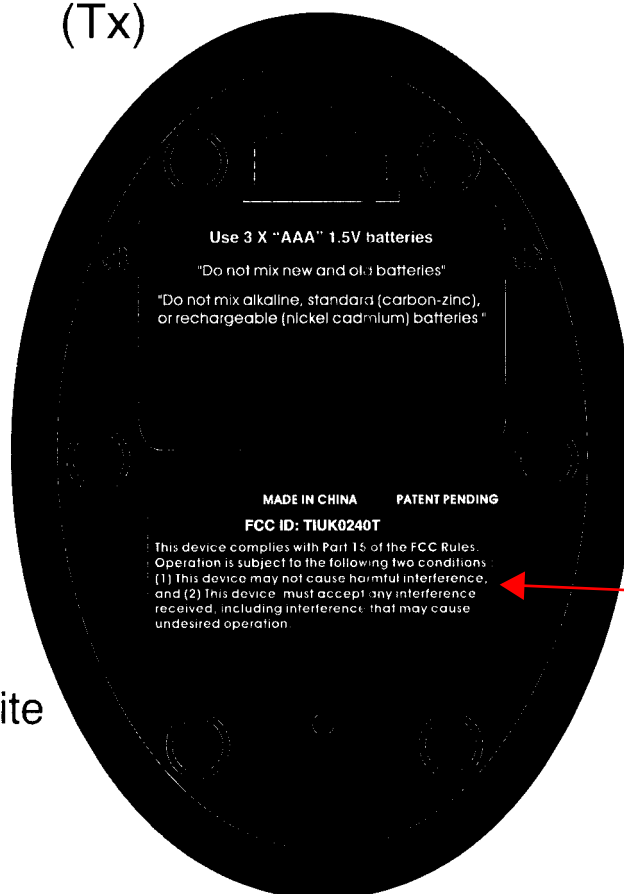 (Tx)
Use 3 X "AAA" 1.5V batteries
"Do not mix new and old batteries"
"Do not mix alkaline, standard (carbon-zinc),
or rechargeable (nickel cadmium) batteries "
MADE IN CHINA PATENT PENDING
FCC ID: TIUK0240T
This device complies with Part 15 of the FCC Rules.
Operation is subject to the following two conditions :
(1) This device may not cause harmful interference,
and (2) This device must accept any interference
received, including interference that may cause
undesired operation.
ite